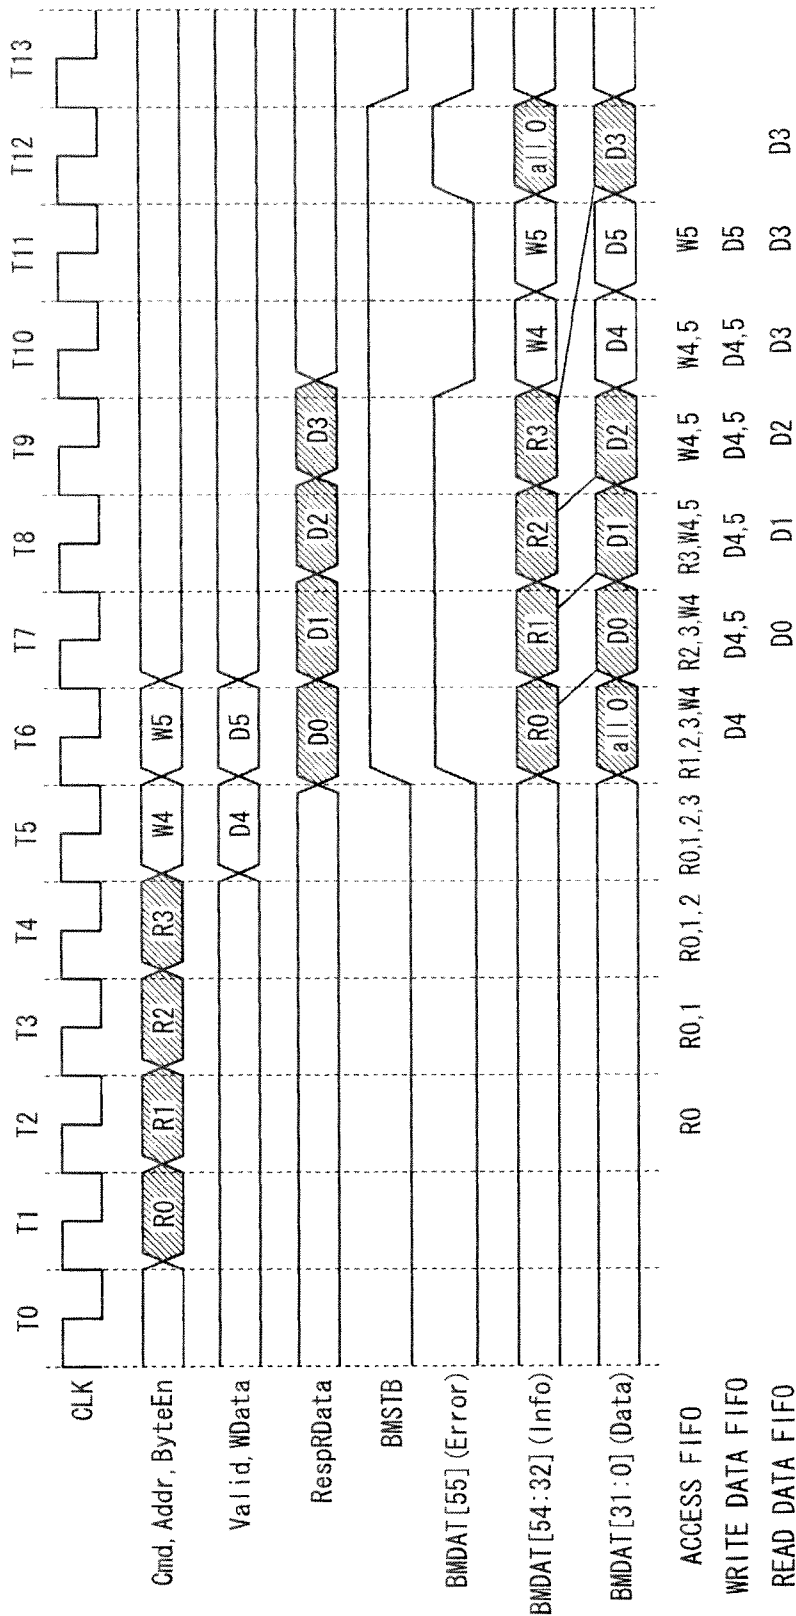 T0 T1 T2 T3 T4 T5 T6 T7 T8 T9 T10 T11 T12 T13
CLK
Cmd, Addr, ByteEn R0 R1 R2 R3 W4 W5
Valid, WData D4 D5
RespRData D0 D1 D2 D3
BMSTB
BMDAT[55] (Error)
BMDAT[54:32] (Info) R0 R1 R2 R3 W4 W5 all 0
BMDAT[31:0] (Data) all 0 D0 D1 D2 D4 D5 D3
ACCESS FIFO R0 R0,1 R0,1,2 R0,1,2,3 R1,2,3,W4 R2,3,W4 R3,W4,5 W4,5 W4,5 W5
WRITE DATA FIFO D4 D4,5 D4,5 D4,5 D4,5 D5
READ DATA FIFO D0 D1 D2 D3 D3 D3